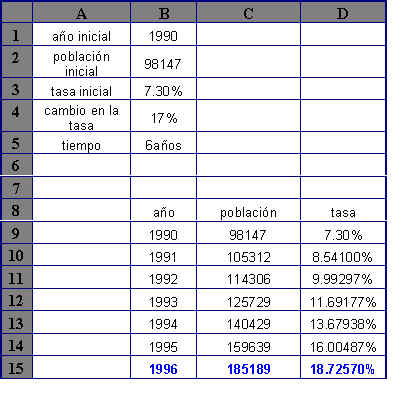 A B C D
1 año inicial 1990
2 población inicial 98147
3 tasa inicial 7.30%
4 cambio en la tasa 17%
5 tiempo 6años
6
7
8 año población tasa
9 1990 98147 7.30%
10 1991 105312 8.54100%
11 1992 114306 9.99297%
12 1993 125729 11.69177%
13 1994 140429 13.67938%
14 1995 159639 16.00487%
15 1996 185189 18.72570%